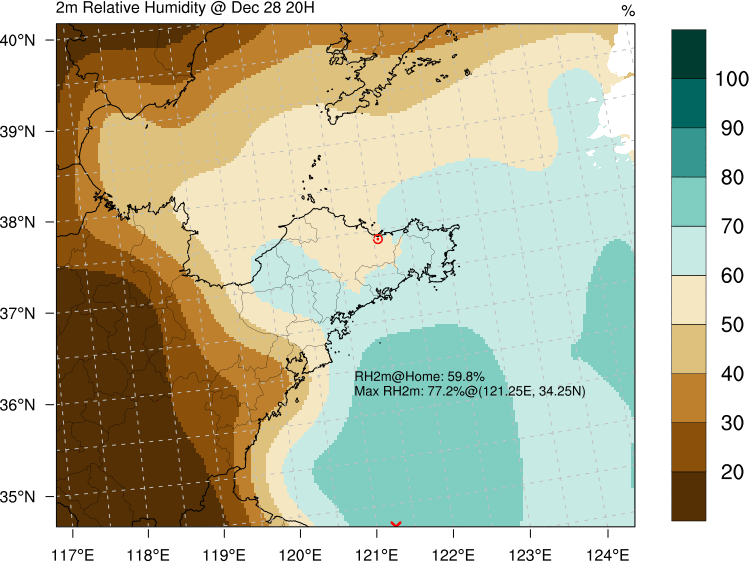 2m Relative Humidity @ Dec 28 20H
%
40°N
39°N
38°N
37°N
36°N
35°N
117°E
118°E
119°E
120°E
121°E
122°E
123°E
124°E
RH2m@Home: 59.8%
Max RH2m: 77.2%@(121.25E, 34.25N)
100
90
80
70
60
50
40
30
20